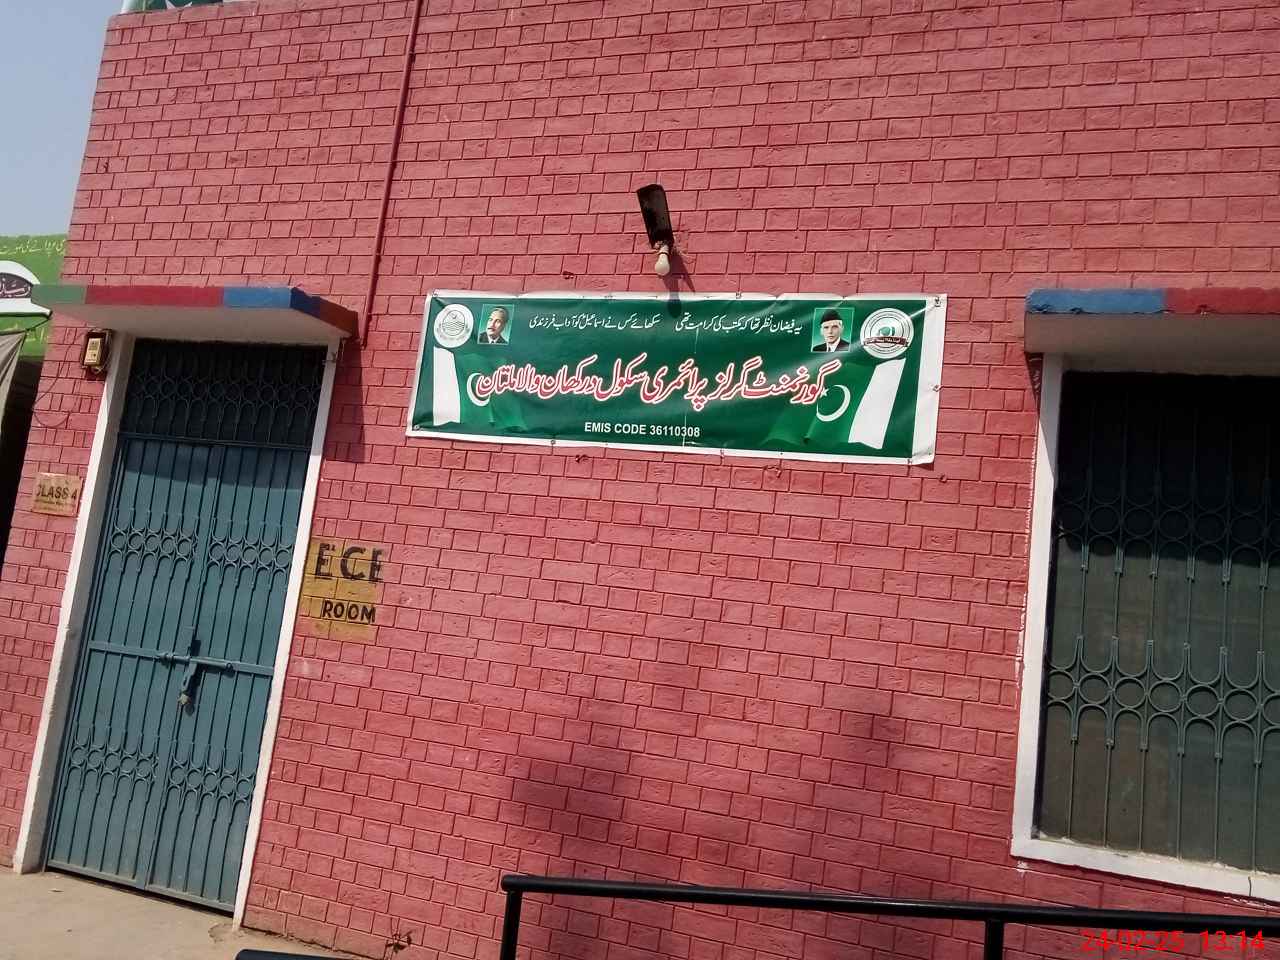 یہ فیضان نظر تھا کہ مکتب کی کرامت تھی    سکھائے کس نے اسماعیل کو آداب فرزندی
گورنمنٹ گرلز پرائمری سکول درکھان والا ملتان
EMIS CODE 36110308
CLASS 4
ECE
ROOM
24-02-25 13:14